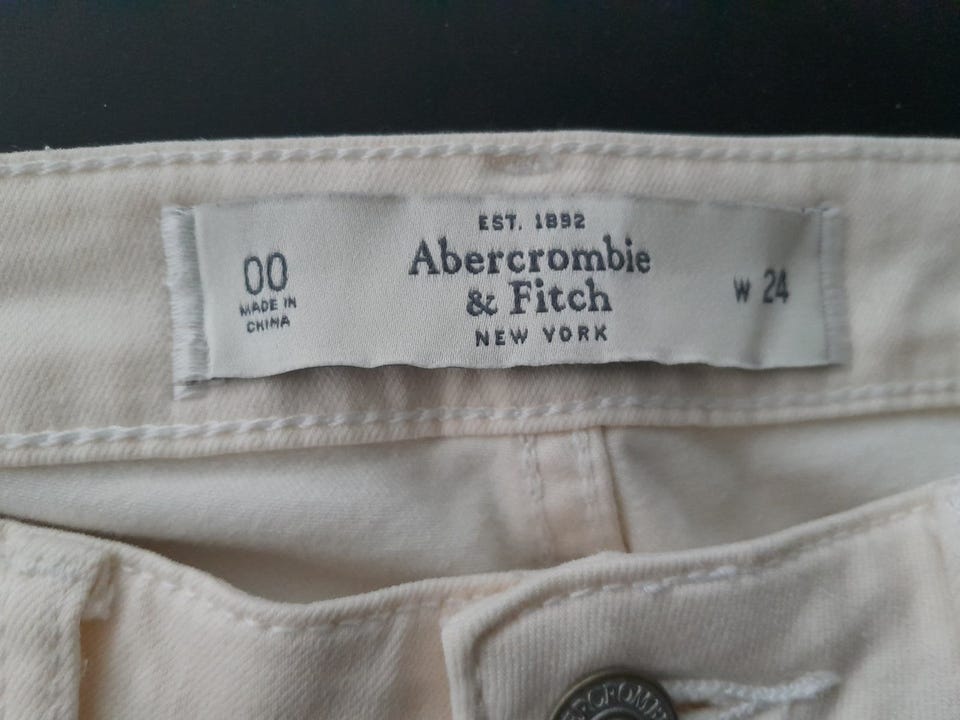 EST. 1892
Abercrombie
& Fitch
NEW YORK
00
MADE IN
CHINA
W 24